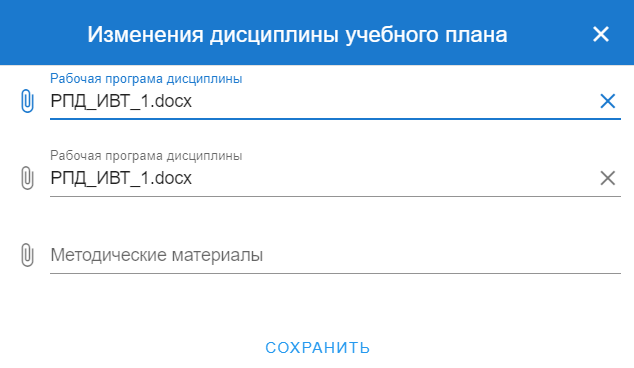 Изменения дисциплины учебного плана
Рабочая програма дисциплины
РПД_ИВТ_1.docx
Рабочая програма дисциплины
РПД_ИВТ_1.docx
Методические материалы
СОХРАНИТЬ